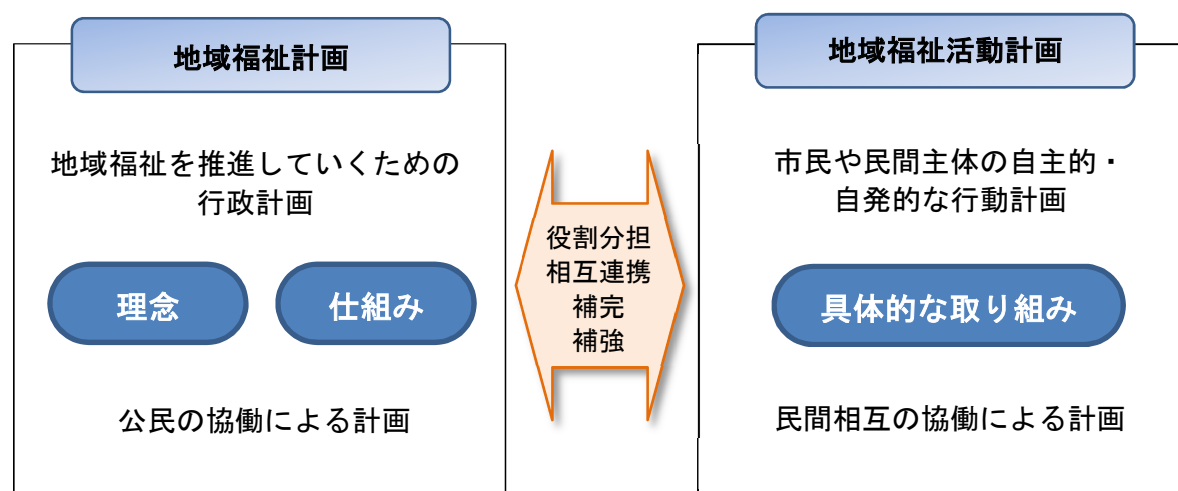 地域福祉計画
地域福祉を推進していくための
行政計画
理念
仕組み
公民の協働による計画
役割分担
相互連携
補完
補強
地域福祉活動計画
市民や民間主体の自主的・
自発的な行動計画
具体的な取り組み
民間相互の協働による計画